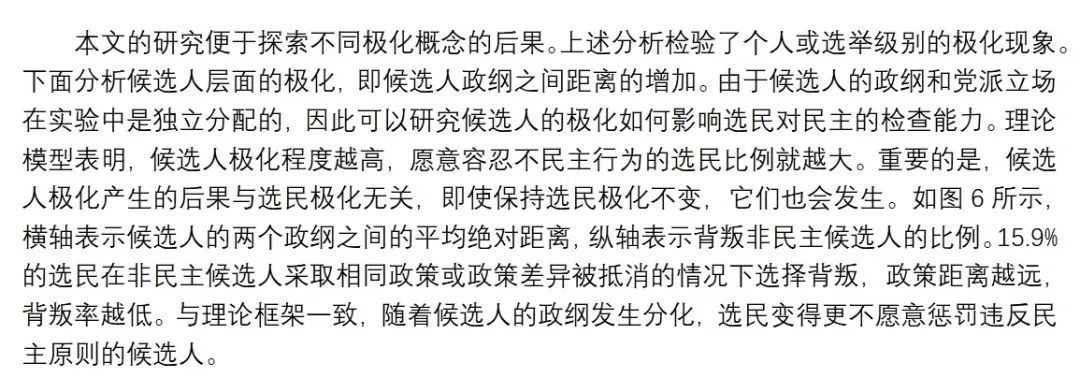 本文的研究便于探索不同极化概念的后果。上述分析检验了个人或选举级别的极化现象。
下面分析候选人层面的极化，即候选人政纲之间距离的增加。由于候选人的政纲和党派立场
在实验中是独立分配的，因此可以研究候选人的极化如何影响选民对民主的检查能力。理论
模型表明，候选人极化程度越高，愿意容忍不民主行为的选民比例就越大。重要的是，候选
人极化产生的后果与选民极化无关，即使保持选民极化不变，它们也会发生。如图 6 所示，
横轴表示候选人的两个政纲之间的平均绝对距离，纵轴表示背叛非民主候选人的比例。15.9%
的选民在非民主候选人采取相同政策或政策差异被抵消的情况下选择背叛，政策距离越远，
背叛率越低。与理论框架一致，随着候选人的政纲发生分化，选民变得更不愿意惩罚违反民
主原则的候选人。